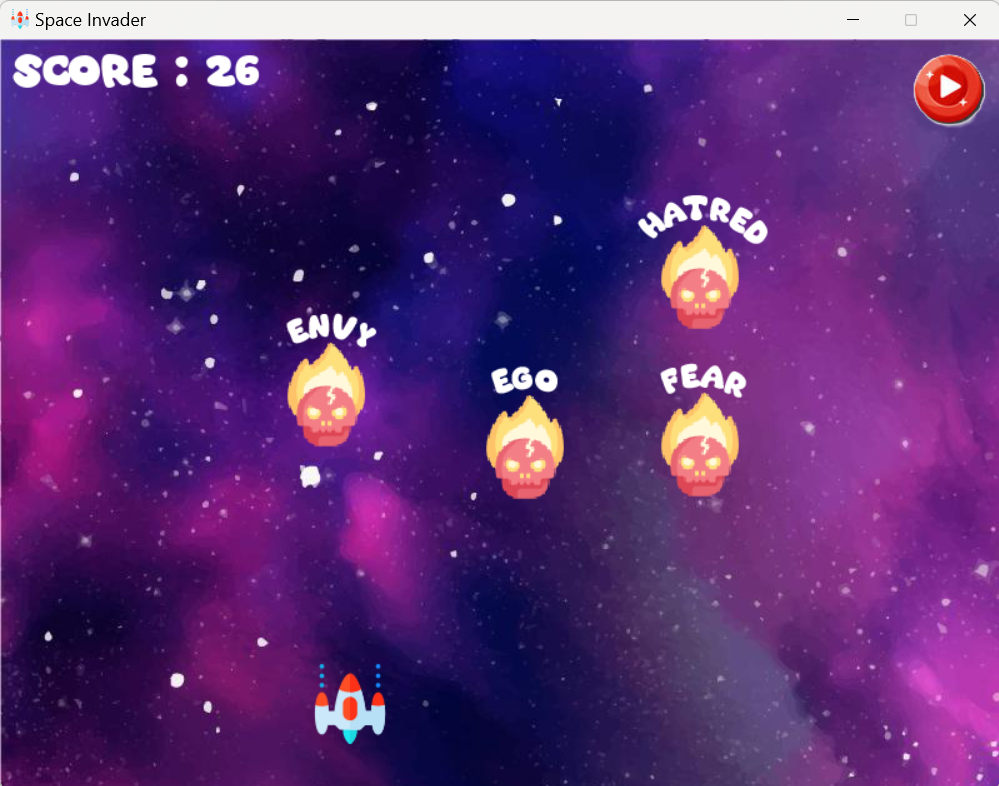 Space Invader
SCORE : 26
HATRED
ENVY
EGO
FEAR